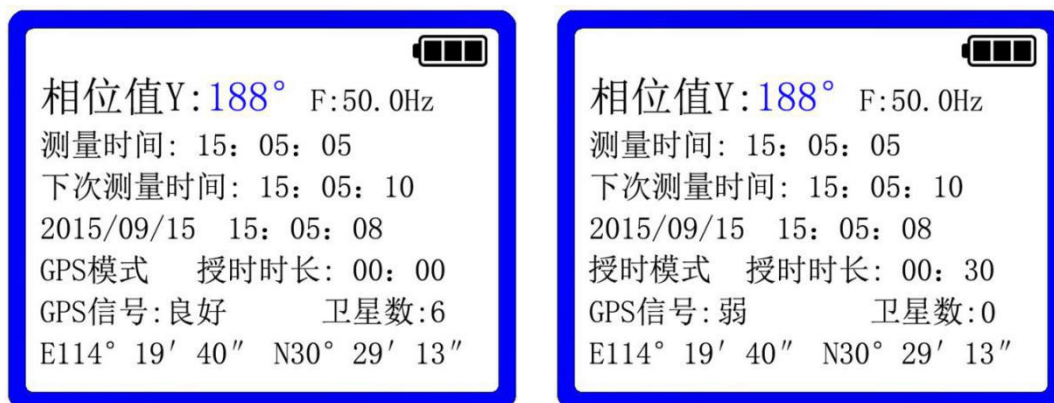 相位值Y:188° F:50.0Hz
测量时间: 15: 05: 05
下次测量时间: 15: 05: 10
2015/09/15 15: 05: 08
GPS模式 授时时长: 00: 00
GPS信号:良好 卫星数:6
E114° 19′ 40″ N30° 29′ 13″
相位值Y:188° F:50.0Hz
测量时间: 15: 05: 05
下次测量时间: 15: 05: 10
2015/09/15 15: 05: 08
授时模式 授时时长: 00: 30
GPS信号:弱 卫星数:0
E114° 19′ 40″ N30° 29′ 13″